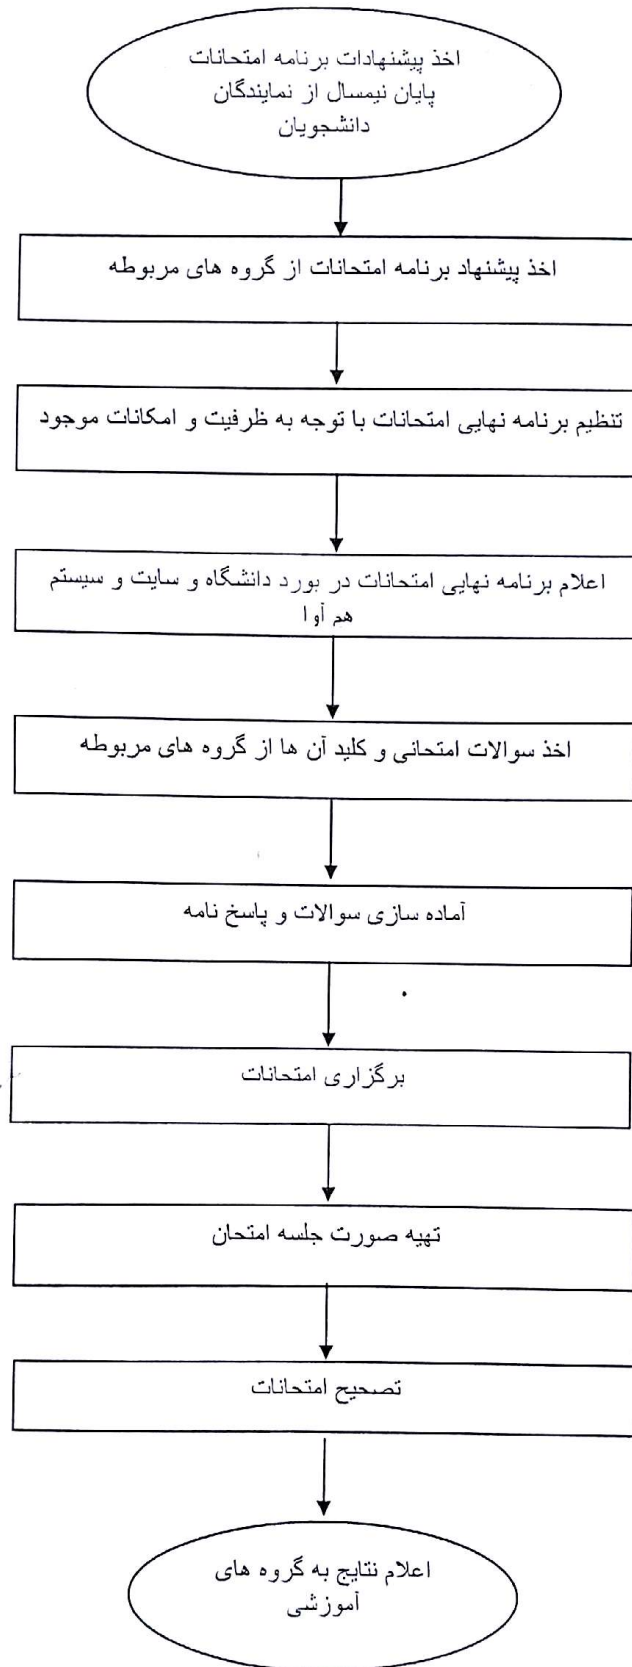 اخذ پیشنهادات برنامه امتحانات
پایان نیمسال از نمایندگان
دانشجویان
اخذ پیشنهاد برنامه امتحانات از گروه های مربوطه
تنظیم برنامه نهایی امتحانات با توجه به ظرفیت و امکانات موجود
اعلام برنامه نهایی امتحانات در بورد دانشگاه و سایت و سیستم
هم آوا
اخذ سوالات امتحانی و کلید آن ها از گروه های مربوطه
آماده سازی سوالات و پاسخ نامه
برگزاری امتحانات
تهیه صورت جلسه امتحان
تصحیح امتحانات
اعلام نتایج به گروه های
آموزشی